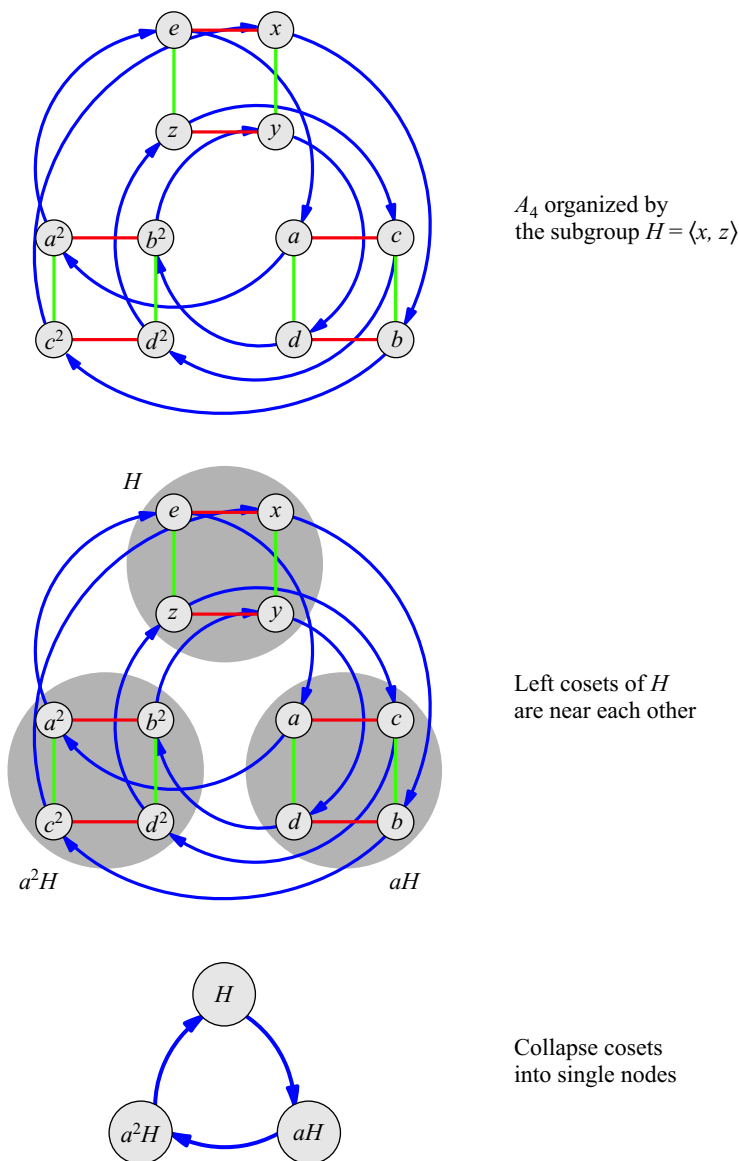 e x
z y
a² b² a c
c² d² d b
A₄ organized by
the subgroup H = ⟨x, z⟩
H
e x
z y
a² b² a c
c² d² d b
a²H aH
Left cosets of H
are near each other
H
a²H aH
Collapse cosets
into single nodes